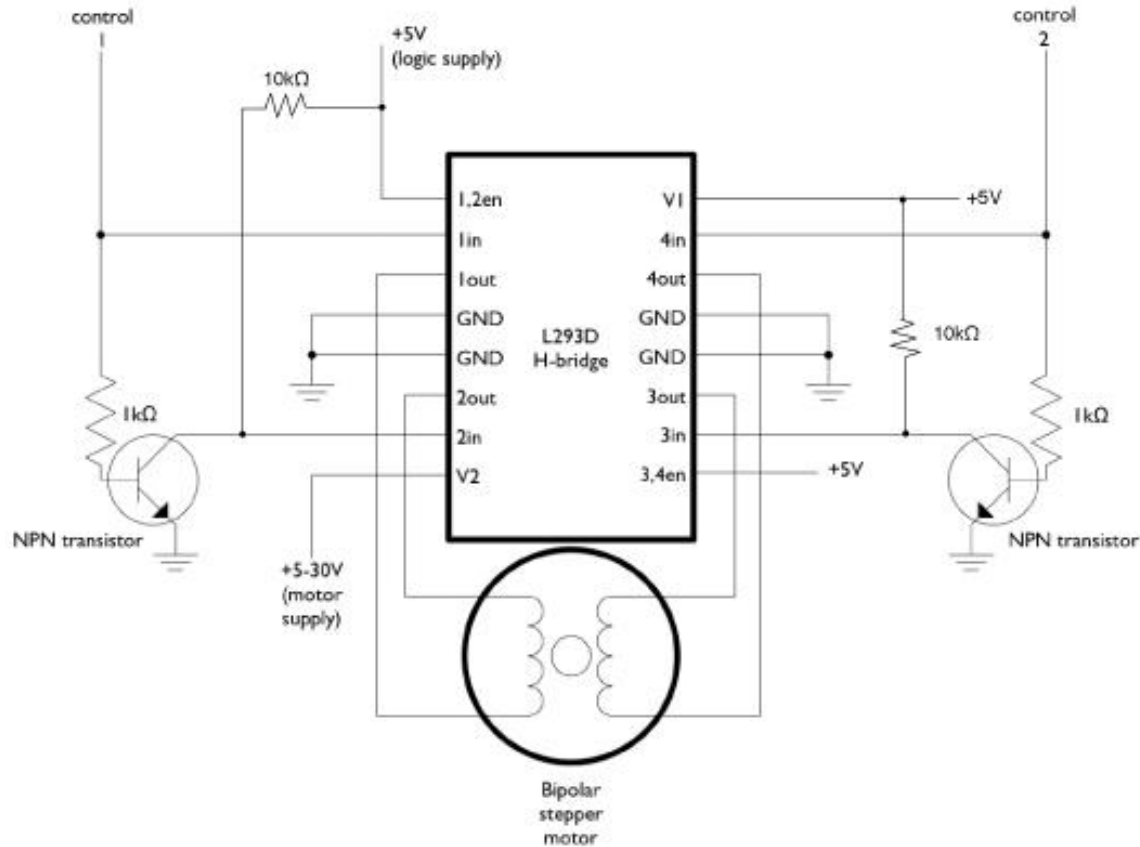 control
1
control
2
+5V
(logic supply)
10kΩ
1,2en
V1
+5V
1in
4in
1out
4out
GND
GND
L293D
H-bridge
10kΩ
GND
GND
2out
3out
1kΩ
1kΩ
2in
3in
V2
3,4en
+5V
NPN transistor
NPN transistor
+5-30V
(motor
supply)
Bipolar
stepper
motor